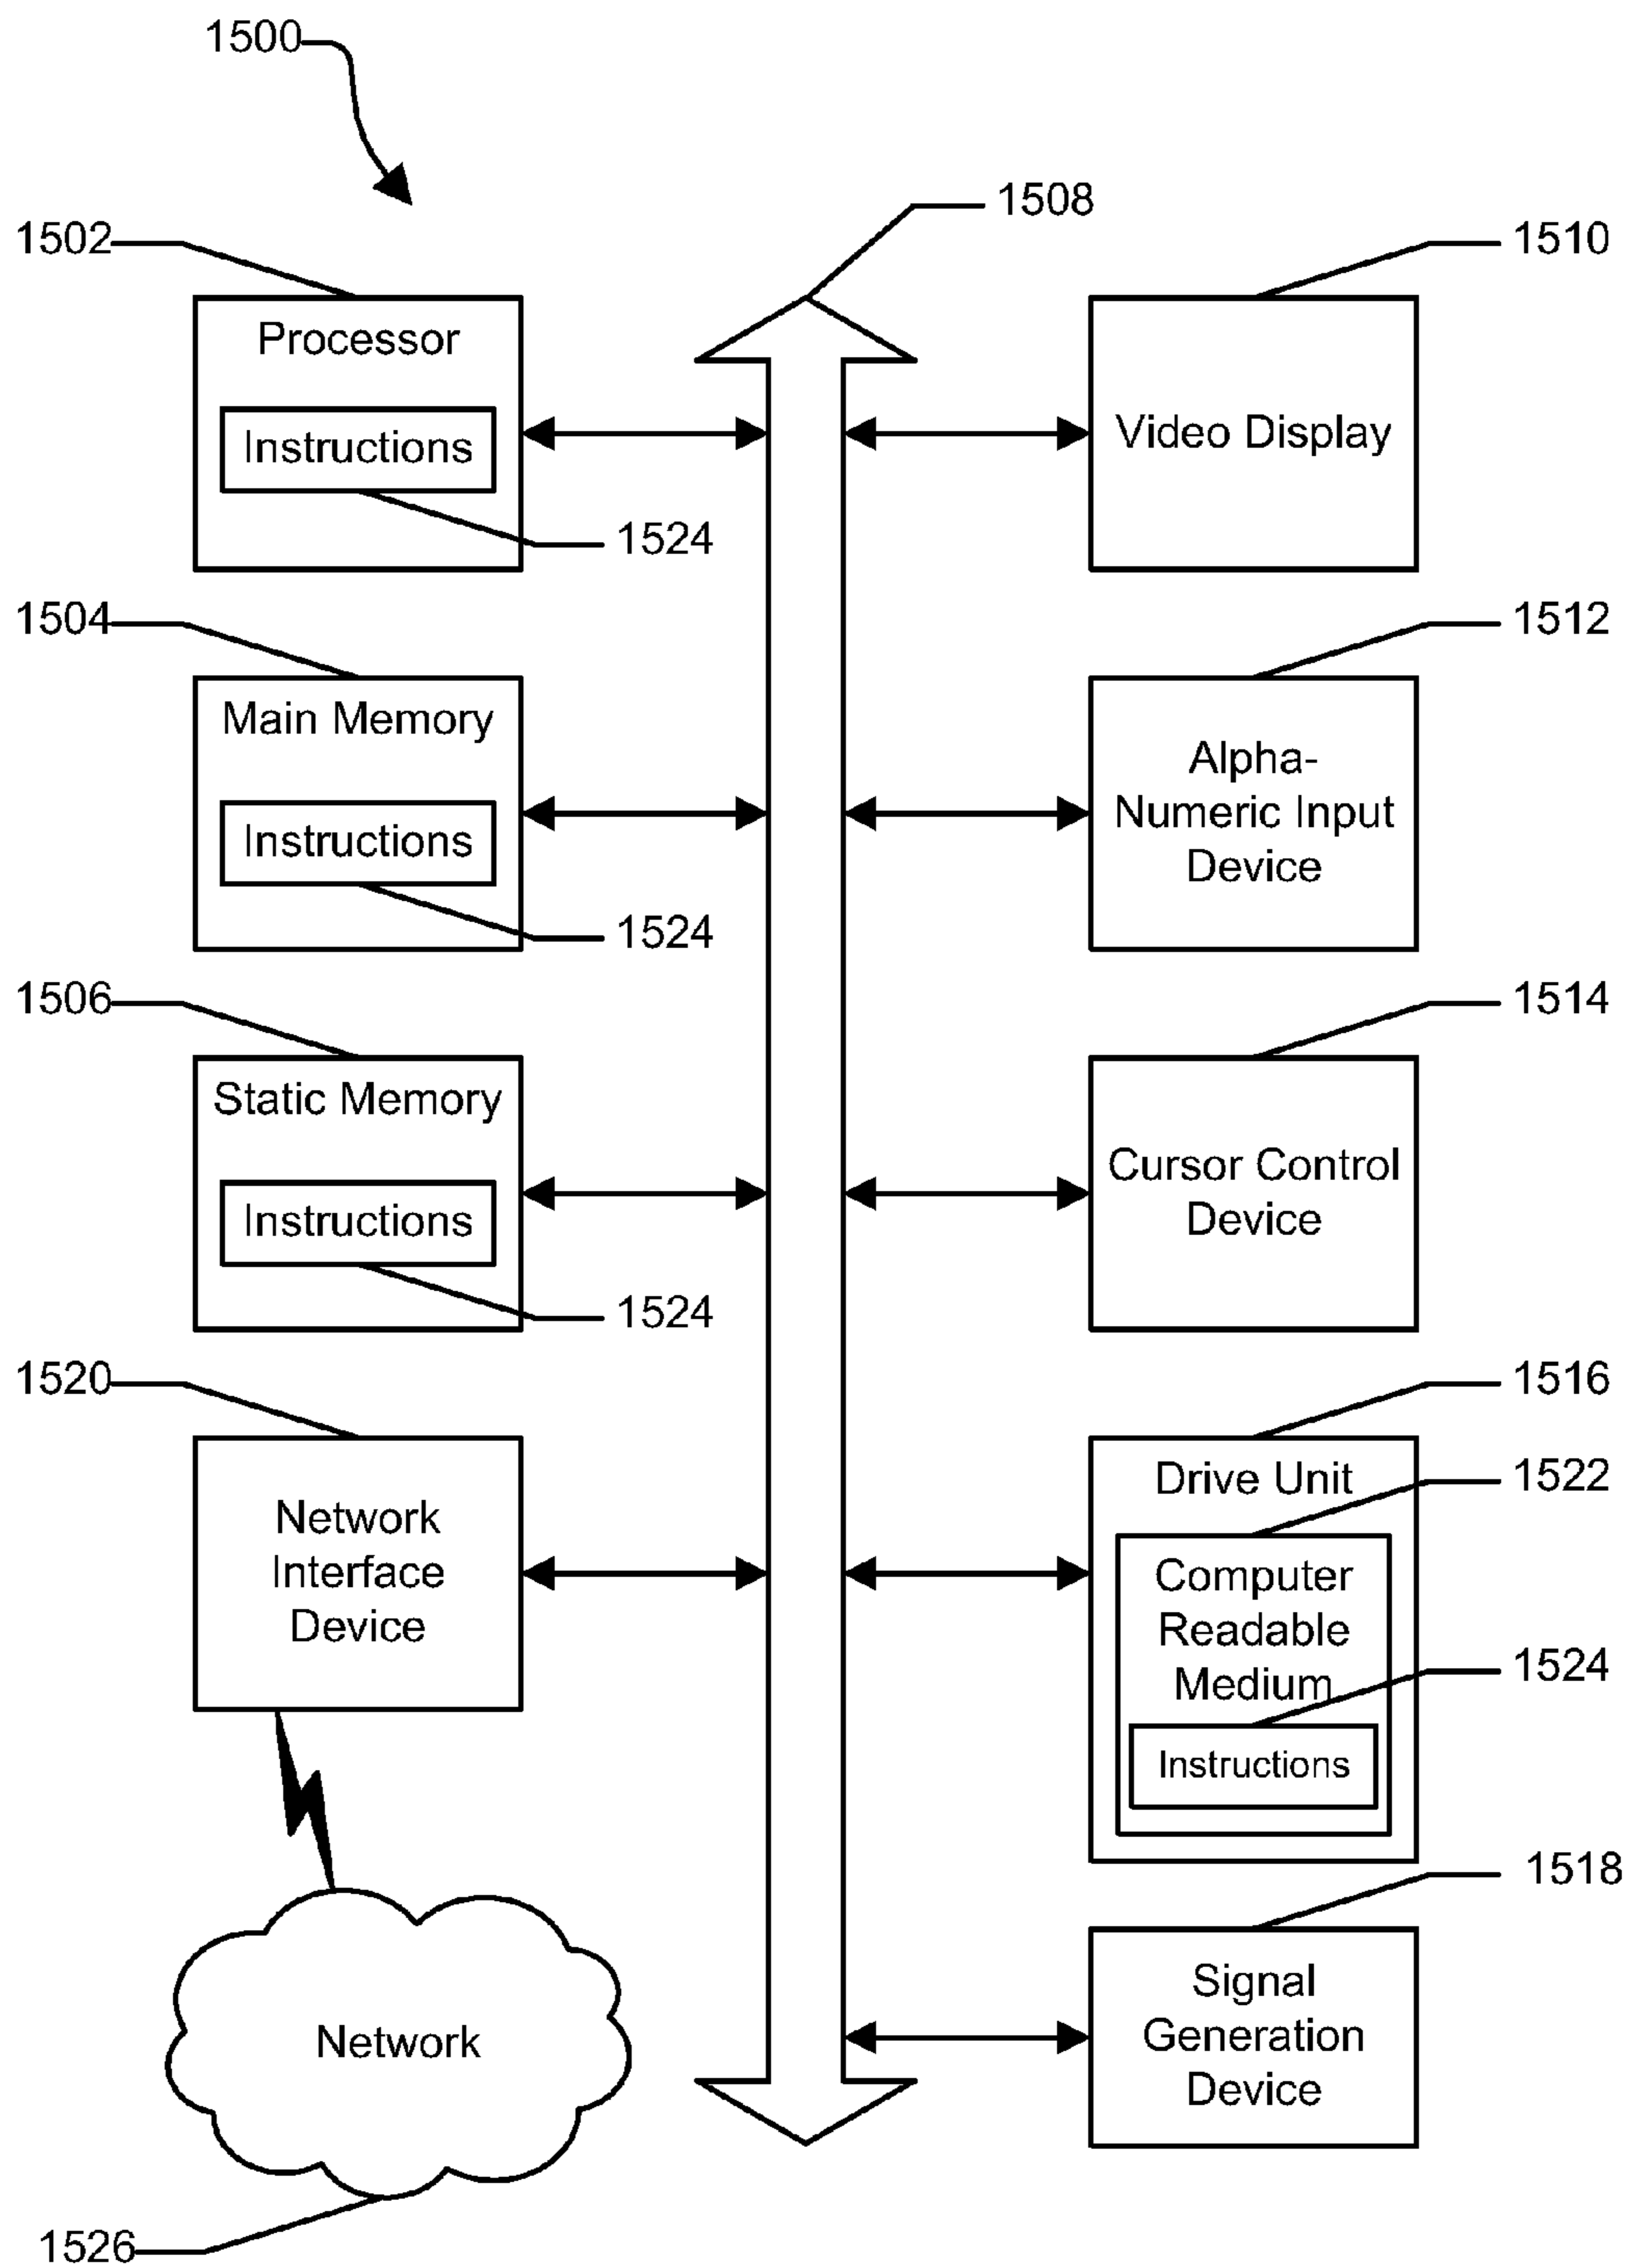 1500
1508
1502
1510
Processor
Instructions
1524
Video Display
1504
1512
Main Memory
Instructions
1524
Alpha-
Numeric Input
Device
1506
1514
Static Memory
Instructions
1524
Cursor Control
Device
1520
1516
Network
Interface
Device
Drive Unit
1522
Computer
Readable
Medium
1524
Instructions
1518
Signal
Generation
Device
Network
1526